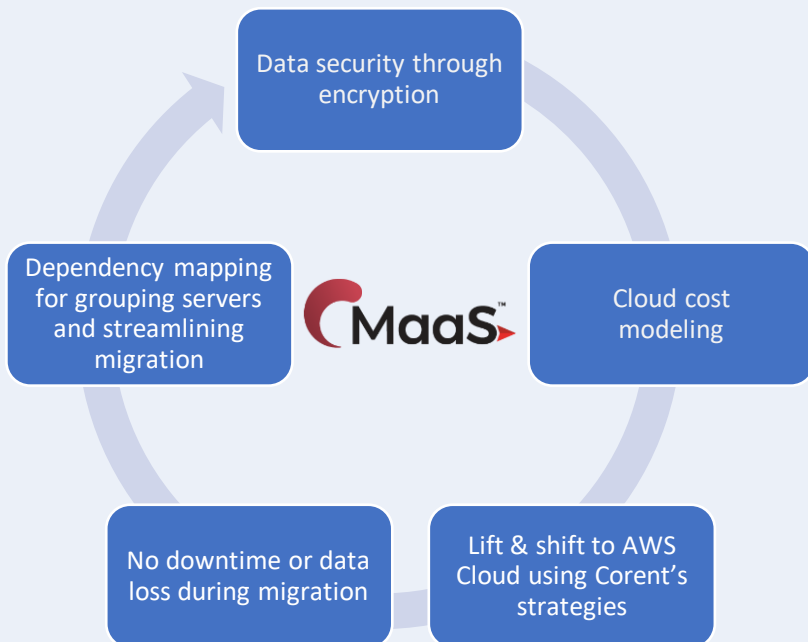 Data security through
encryption
Cloud cost
modeling
Lift & shift to AWS
Cloud using Corent's
strategies
No downtime or data
loss during migration
Dependency mapping
for grouping servers
and streamlining
migration
MaaS™